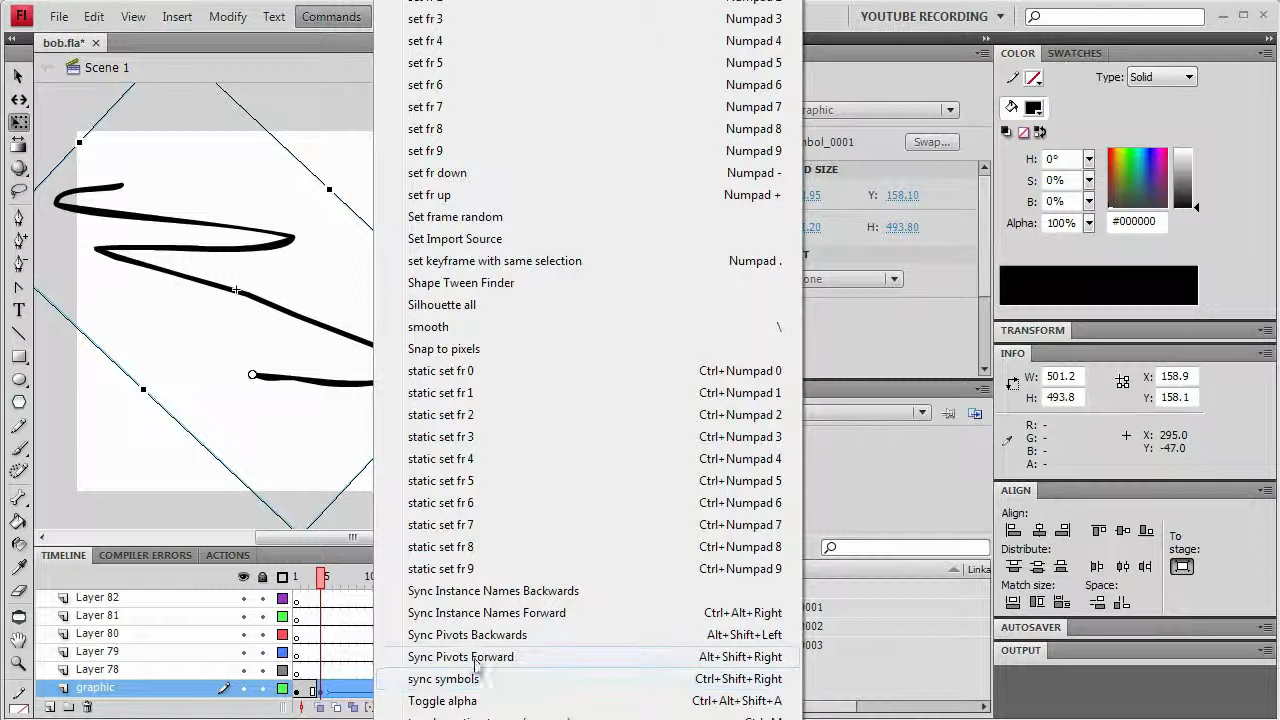 Fl File Edit View Insert Modify Text Commands YOUTUBE RECORDING
bob.fla*
Scene 1
set fr 3 Numpad 3
set fr 4 Numpad 4
set fr 5 Numpad 5
set fr 6 Numpad 6
set fr 7 Numpad 7
set fr 8 Numpad 8
set fr 9 Numpad 9
set fr down Numpad -
set fr up Numpad +
Set frame random
Set Import Source
set keyframe with same selection Numpad .
Shape Tween Finder
Silhouette all
smooth \
Snap to pixels
static set fr 0 Ctrl+Numpad 0
static set fr 1 Ctrl+Numpad 1
static set fr 2 Ctrl+Numpad 2
static set fr 3 Ctrl+Numpad 3
static set fr 4 Ctrl+Numpad 4
static set fr 5 Ctrl+Numpad 5
static set fr 6 Ctrl+Numpad 6
static set fr 7 Ctrl+Numpad 7
static set fr 8 Ctrl+Numpad 8
static set fr 9 Ctrl+Numpad 9
Sync Instance Names Backwards
Sync Instance Names Forward Ctrl+Alt+Right
Sync Pivots Backwards Alt+Shift+Left
Sync Pivots Forward Alt+Shift+Right
sync symbols Ctrl+Shift+Right
Toggle alpha Ctrl+Alt+Shift+A
raphic
bol_0001 Swap...
D SIZE
.95 Y: 158.10
.20 H: 493.80
T
one
Linka
0001
0002
0003
COLOR SWATCHES
Type: Solid
H: 0°
S: 0%
B: 0%
Alpha: 100% #000000
TRANSFORM
INFO
W: 501.2 X: 158.9
H: 493.8 Y: 158.1
R: -
G: - X: 295.0
B: - Y: -47.0
A: -
ALIGN
Align:
Distribute: To stage:
Match size: Space:
AUTOSAVER
OUTPUT
TIMELINE COMPILER ERRORS ACTIONS
1 5 10
Layer 82
Layer 81
Layer 80
Layer 79
Layer 78
graphic